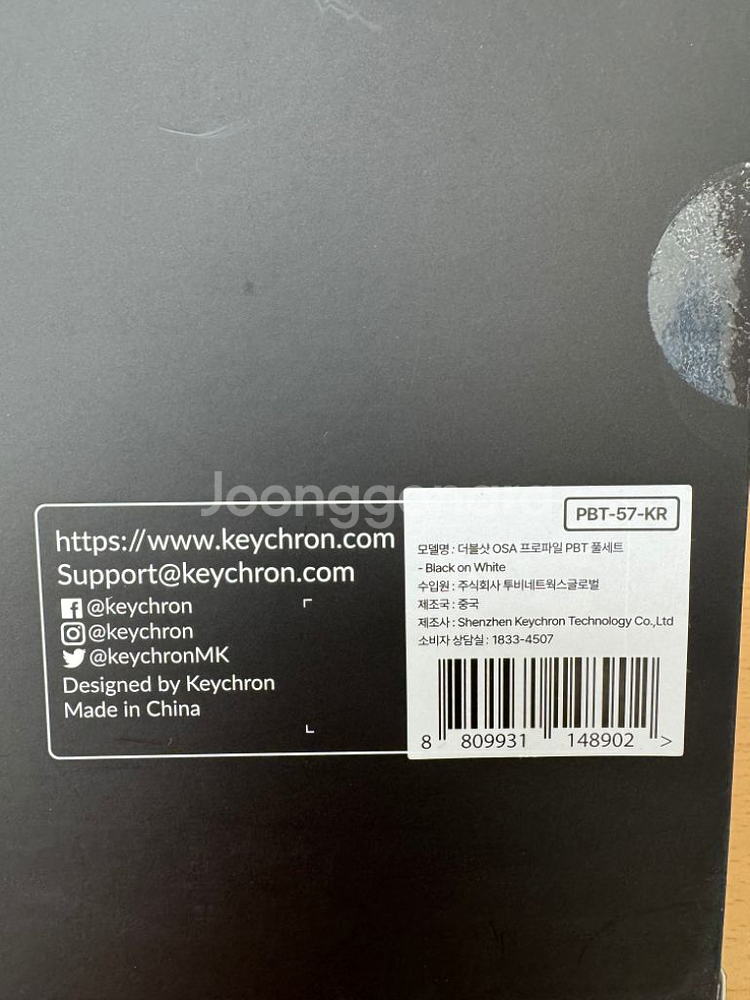 Joonggonara
https://www.keychron.com
Support@keychron.com
@keychron
@keychron
@keychronMK
Designed by Keychron
Made in China
PBT-57-KR
모델명 : 더블샷 OSA 프로파일 PBT 풀세트
- Black on White
수입원 : 주식회사 투비네트웍스글로벌
제조국 : 중국
제조사 : Shenzhen Keychron Technology Co.,Ltd
소비자 상담실 : 1833-4507
8 809931 148902 >